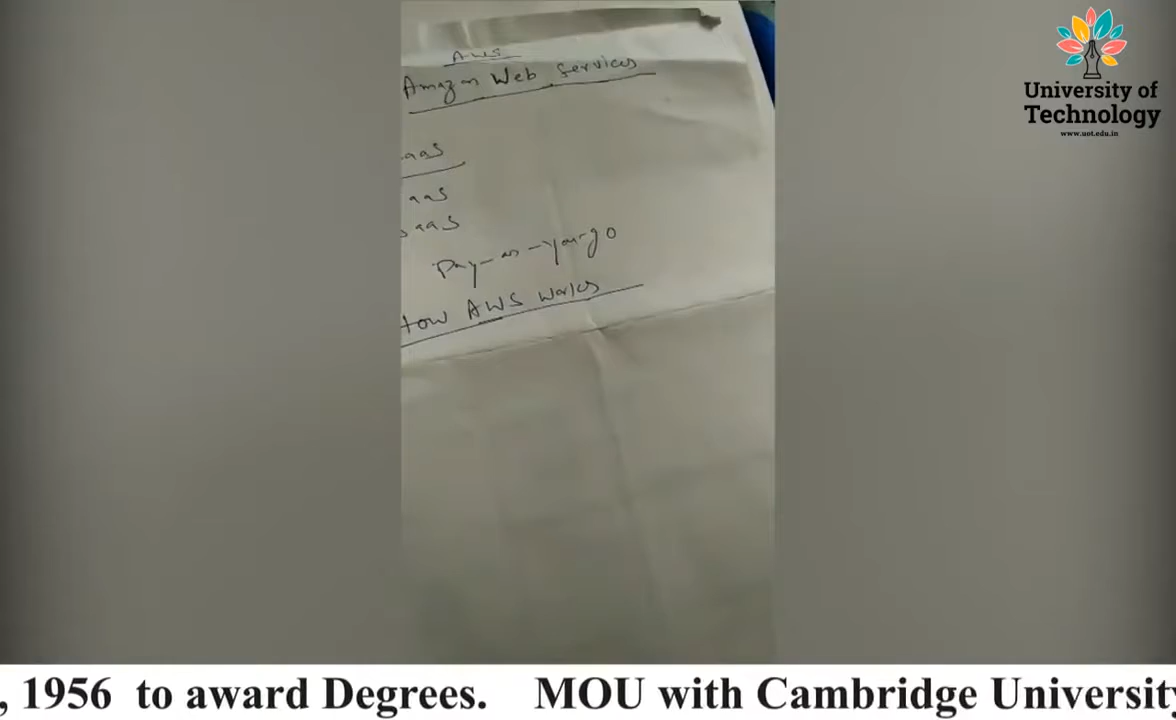 AWS
Amazon Web Services
aas
aas
saas
Pay-as-you-go
How AWS Works
University of
Technology
www.uot.edu.in
, 1956 to award Degrees. MOU with Cambridge University